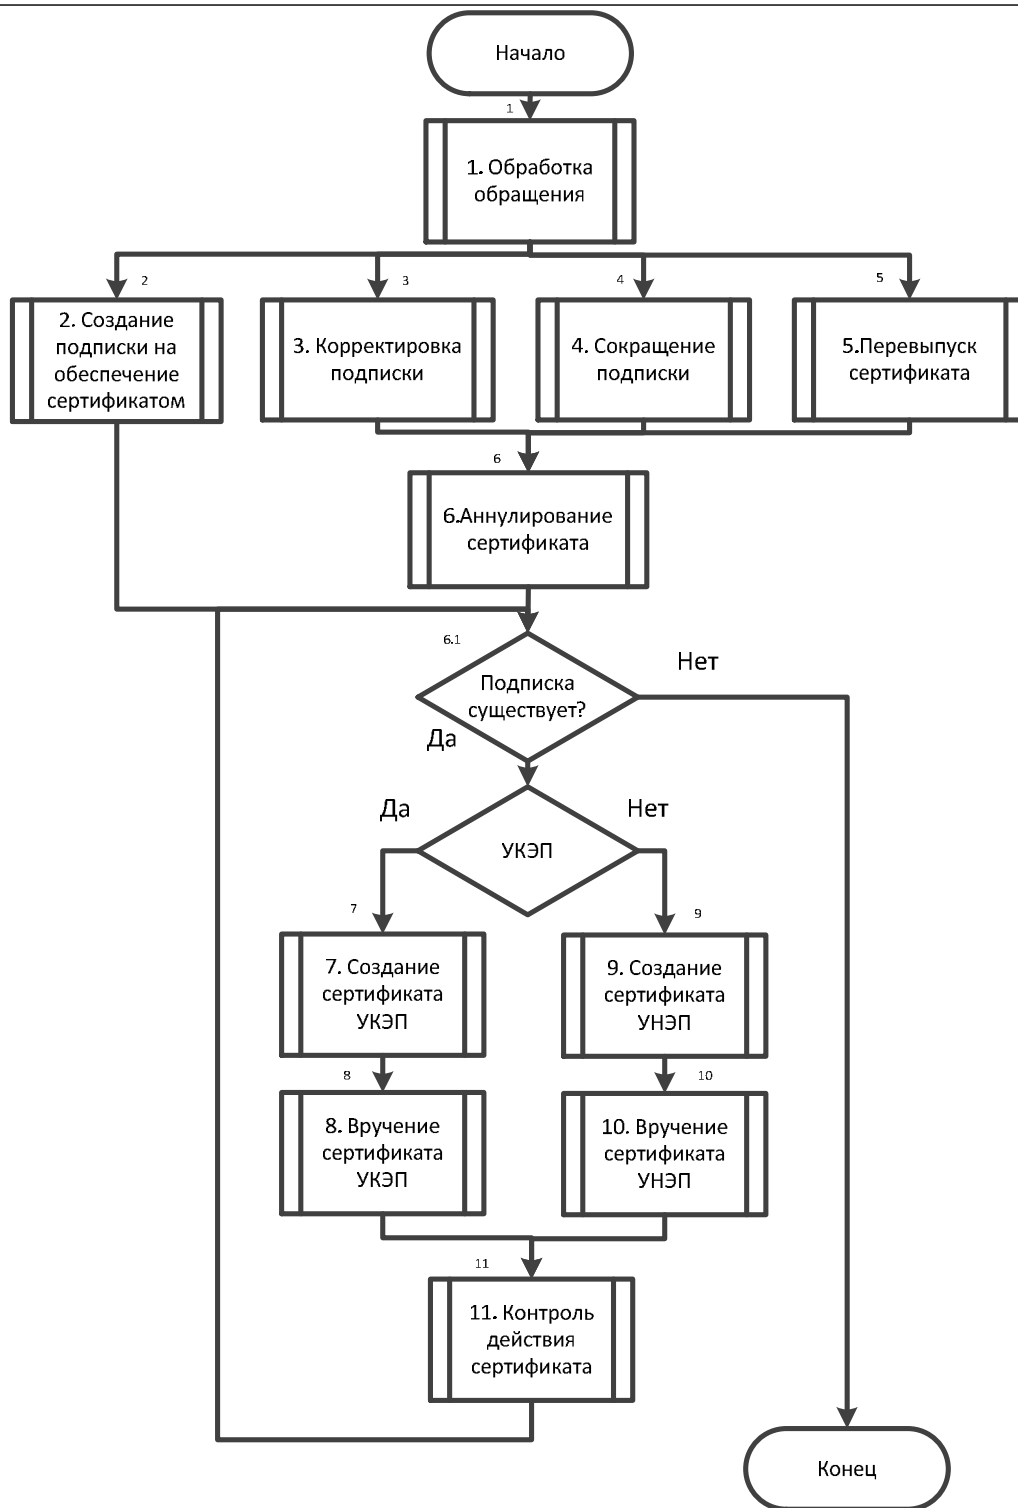 Начало
1
1. Обработка
обращения
2
3
4
5
2. Создание
подписки на
обеспечение
сертификатом
3. Корректировка
подписки
4. Сокращение
подписки
5.Перевыпуск
сертификата
6
6.Аннулирование
сертификата
6.1
Подписка
существует?
Нет
Да
Да
УКЭП
Нет
7
9
7. Создание
сертификата
УКЭП
9. Создание
сертификата
УНЭП
8
10
8. Вручение
сертификата
УКЭП
10. Вручение
сертификата
УНЭП
11
11. Контроль
действия
сертификата
Конец